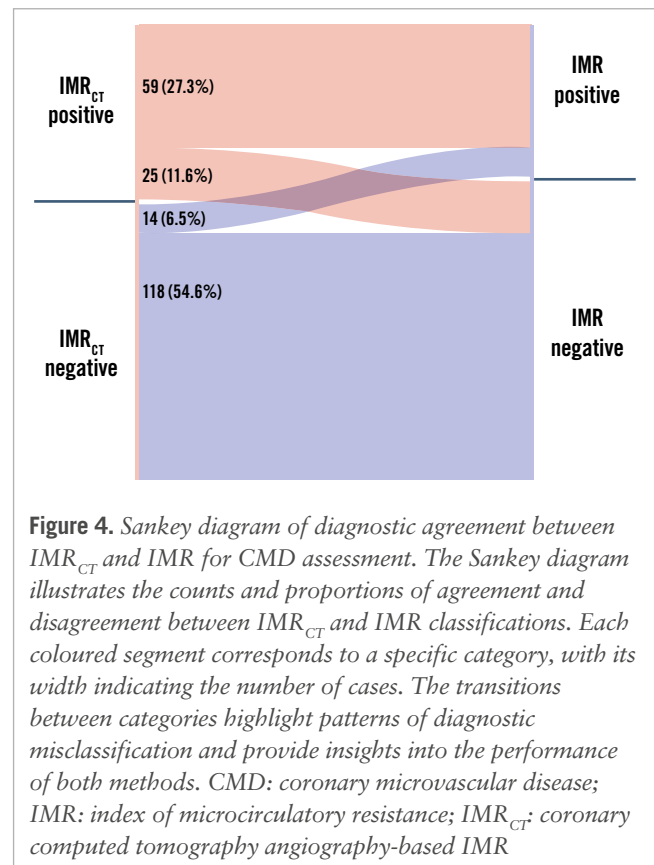 IMR_CT
positive
59 (27.3%)
IMR
positive
25 (11.6%)
14 (6.5%)
118 (54.6%)
IMR_CT
negative
IMR
negative
Figure 4. Sankey diagram of diagnostic agreement between
IMR_CT and IMR for CMD assessment. The Sankey diagram
illustrates the counts and proportions of agreement and
disagreement between IMR_CT and IMR classifications. Each
coloured segment corresponds to a specific category, with its
width indicating the number of cases. The transitions
between categories highlight patterns of diagnostic
misclassification and provide insights into the performance
of both methods. CMD: coronary microvascular disease;
IMR: index of microcirculatory resistance; IMR_CT: coronary
computed tomography angiography-based IMR